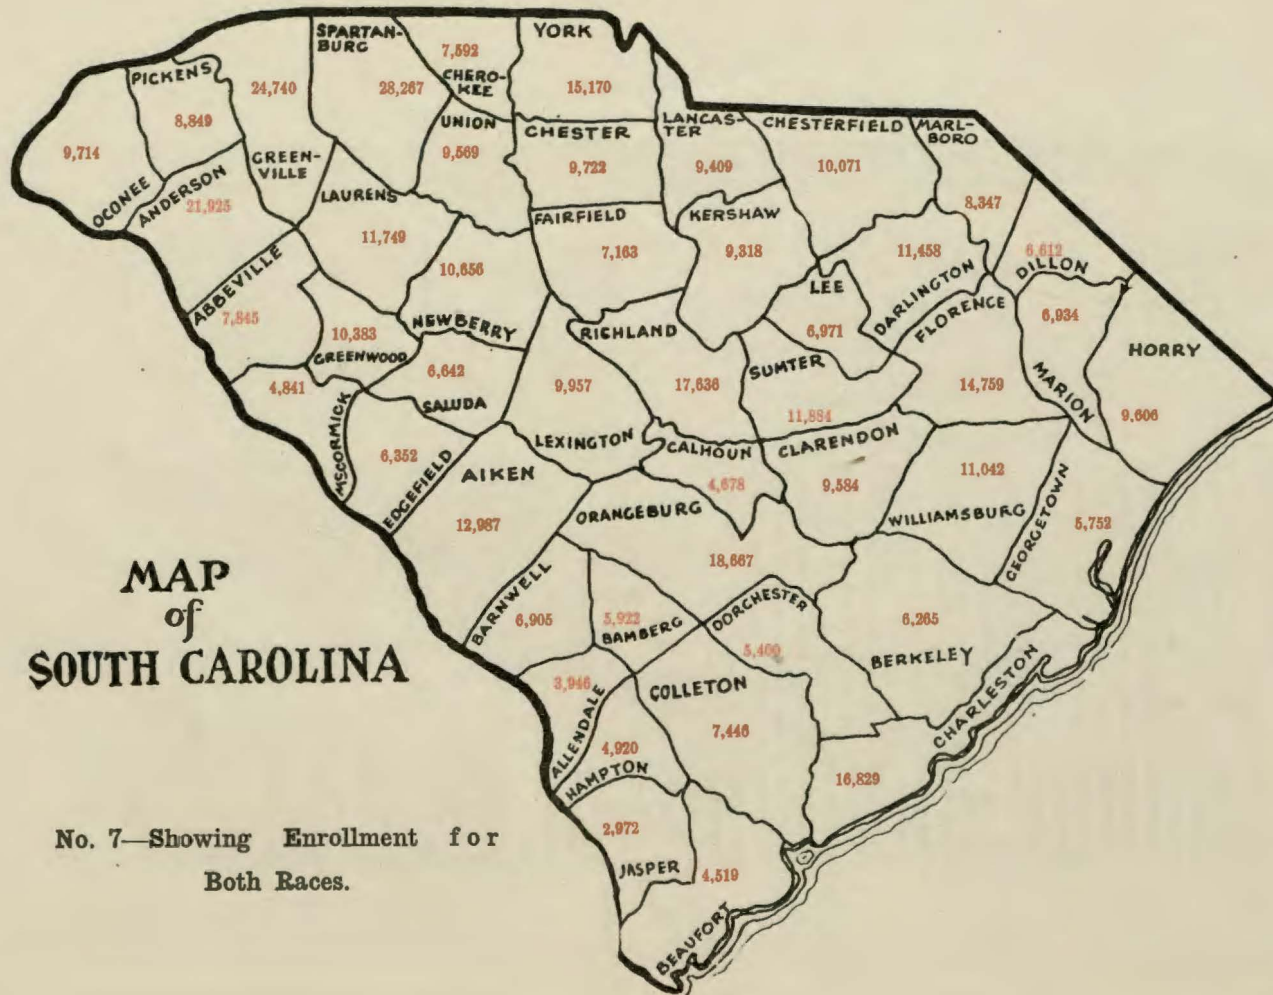 SPARTAN-
BURG
7,592
CHERO-
KEE
YORK
15,170
PICKENS
8,849
24,740
28,267
UNION
9,569
CHESTER
9,722
LANCAS-
TER
9,409
CHESTERFIELD
10,071
MARL-
BORO
8,347
9,714
OCONEE
ANDERSON
21,925
GREEN-
VILLE
LAURENS
11,749
FAIRFIELD
7,163
KERSHAW
9,318
11,458
DARLINGTON
6,612
DILLON
ABBEVILLE
7,845
10,383
GREENWOOD
10,656
NEWBERRY
RICHLAND
17,636
LEE
6,971
FLORENCE
14,759
6,934
MARION
HORRY
9,606
4,841
MCCORMICK
6,642
SALUDA
9,957
LEXINGTON
SUMTER
11,884
6,352
EDGEFIELD
AIKEN
12,987
CALHOUN
4,678
CLARENDON
9,584
11,042
WILLIAMSBURG
GEORGETOWN
5,752
ORANGEBURG
18,667
MAP
of
SOUTH CAROLINA
BARNWELL
6,905
5,922
BAMBERG
DORCHESTER
5,400
6,265
BERKELEY
CHARLESTON
16,829
3,946
ALLENDALE
COLLETON
7,446
4,920
HAMPTON
2,972
JASPER
4,519
BEAUFORT
No. 7—Showing Enrollment for
Both Races.